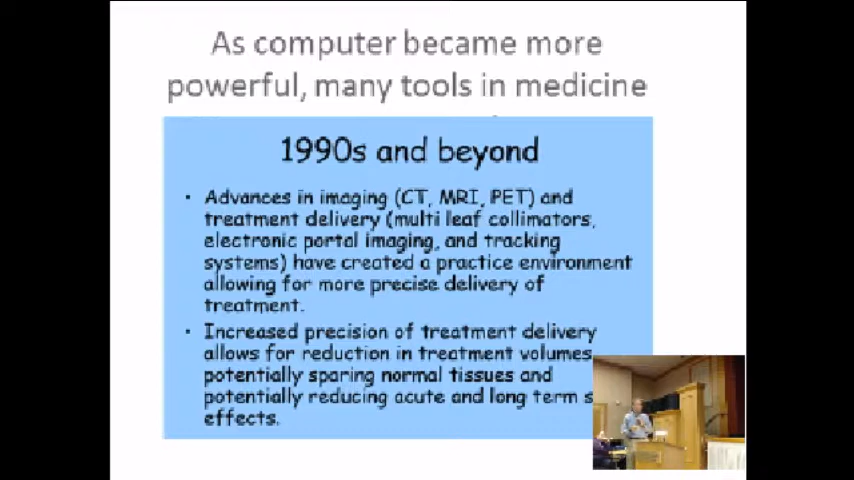 As computer became more
powerful, many tools in medicine
1990s and beyond
• Advances in imaging (CT, MRI, PET) and
treatment delivery (multi leaf collimators,
electronic portal imaging, and tracking
systems) have created a practice environment
allowing for more precise delivery of
treatment.
• Increased precision of treatment delivery
allows for reduction in treatment volumes
potentially sparing normal tissues and
potentially reducing acute and long term s
effects.